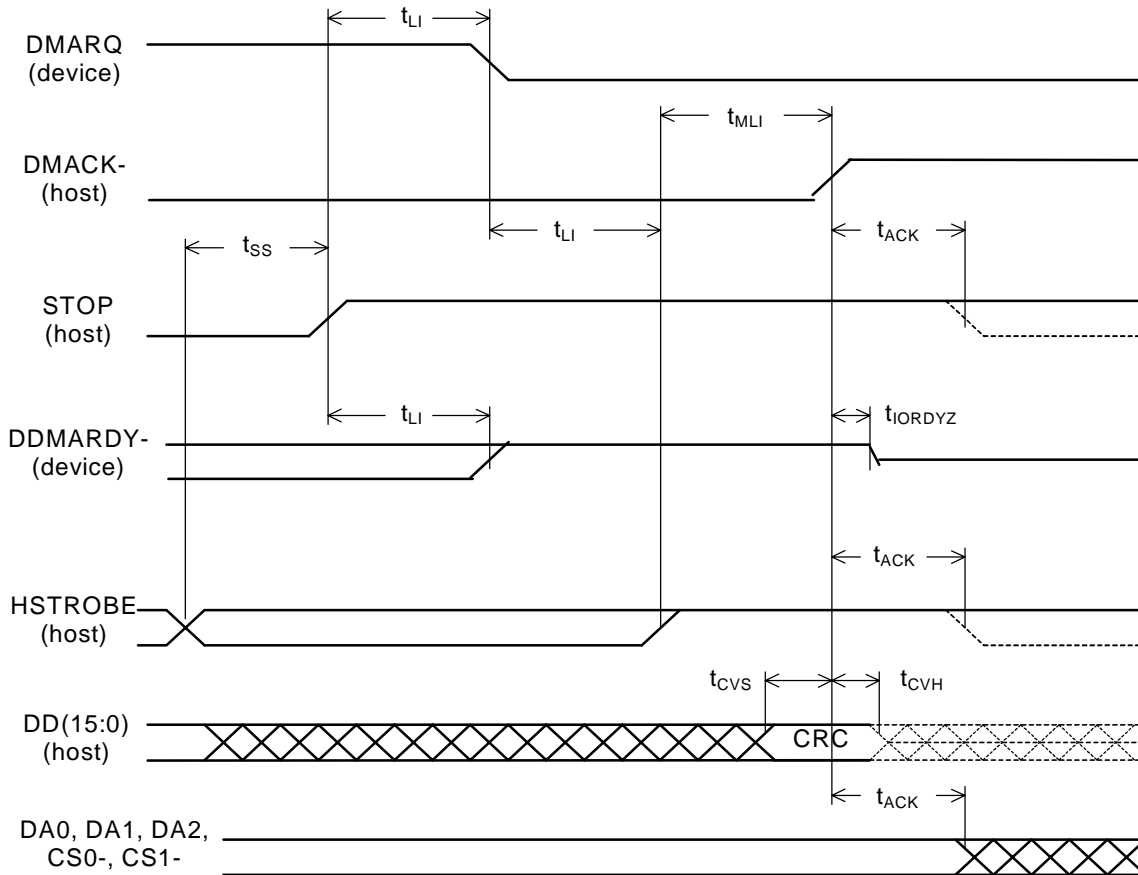 t_LI
DMARQ
(device)
t_MLI
DMACK-
(host)
t_SS
t_LI
t_ACK
STOP
(host)
t_LI
t_IORDYZ
DDMARDY-
(device)
t_ACK
HSTROBE
(host)
t_CVS
t_CVH
DD(15:0)
(host)
CRC
t_ACK
DA0, DA1, DA2,
CS0-, CS1-